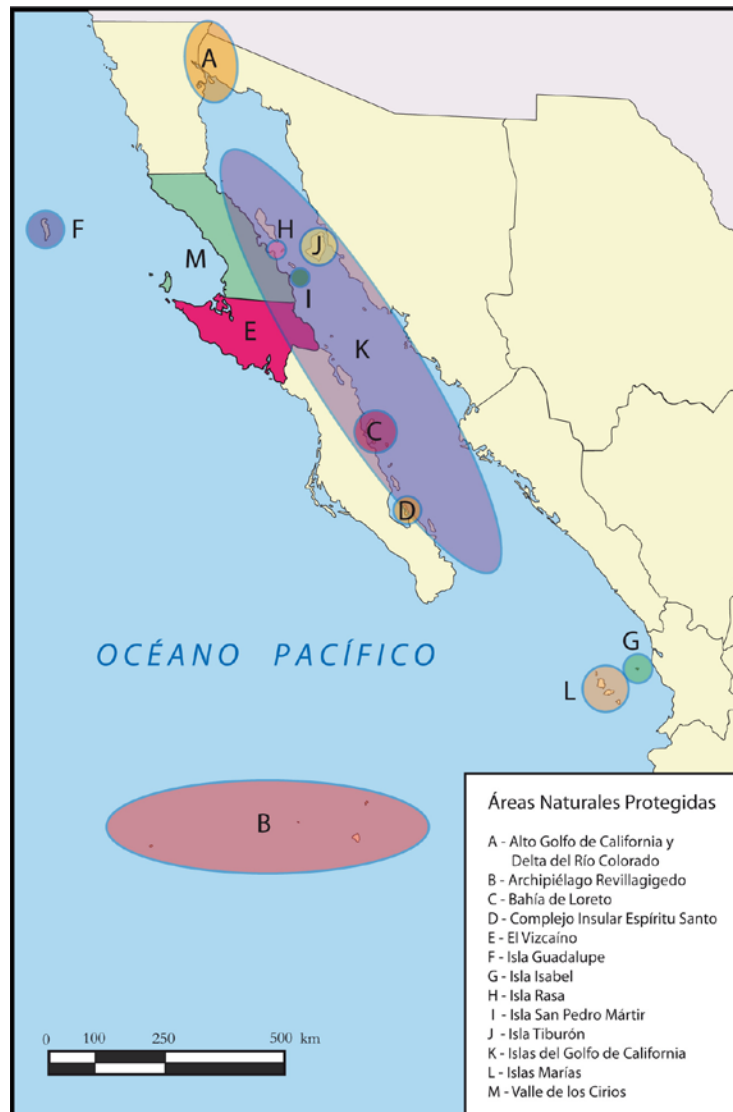 A
F
H
J
M
I
E
K
C
D
OCÉANO PACÍFICO
G
L
B
Áreas Naturales Protegidas
A - Alto Golfo de California y
Delta del Río Colorado
B - Archipiélago Revillagigedo
C - Bahía de Loreto
D - Complejo Insular Espíritu Santo
E - El Vizcaíno
F - Isla Guadalupe
G - Isla Isabel
H - Isla Rasa
I - Isla San Pedro Mártir
J - Isla Tiburón
K - Islas del Golfo de California
L - Islas Marías
M - Valle de los Cirios
0 100 250 500 km